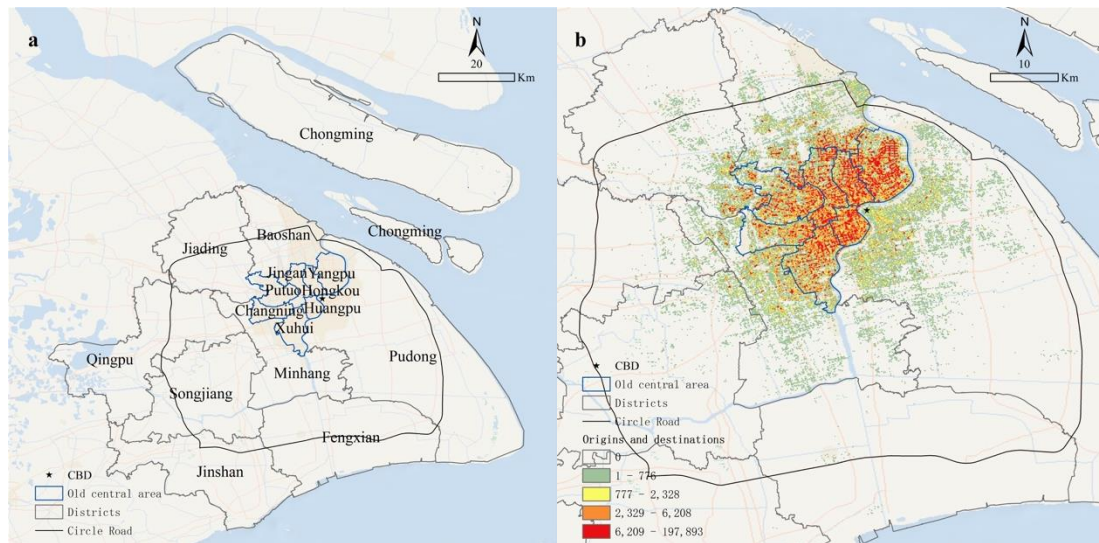 a
N
20
Km
Chongming
Chongming
Baoshan
Jiading
Jingan Yangpu
Putuo Hongkou
Changning Huangpu
Xuhui
Qingpu
Pudong
Minhang
Songjiang
Fengxian
Jinshan
CBD
Old central area
Districts
Circle Road
b
N
10
Km
CBD
Old central area
Districts
Circle Road
Origins and destinations
0
1 - 776
777 - 2,328
2,329 - 6,208
6,209 - 197,893